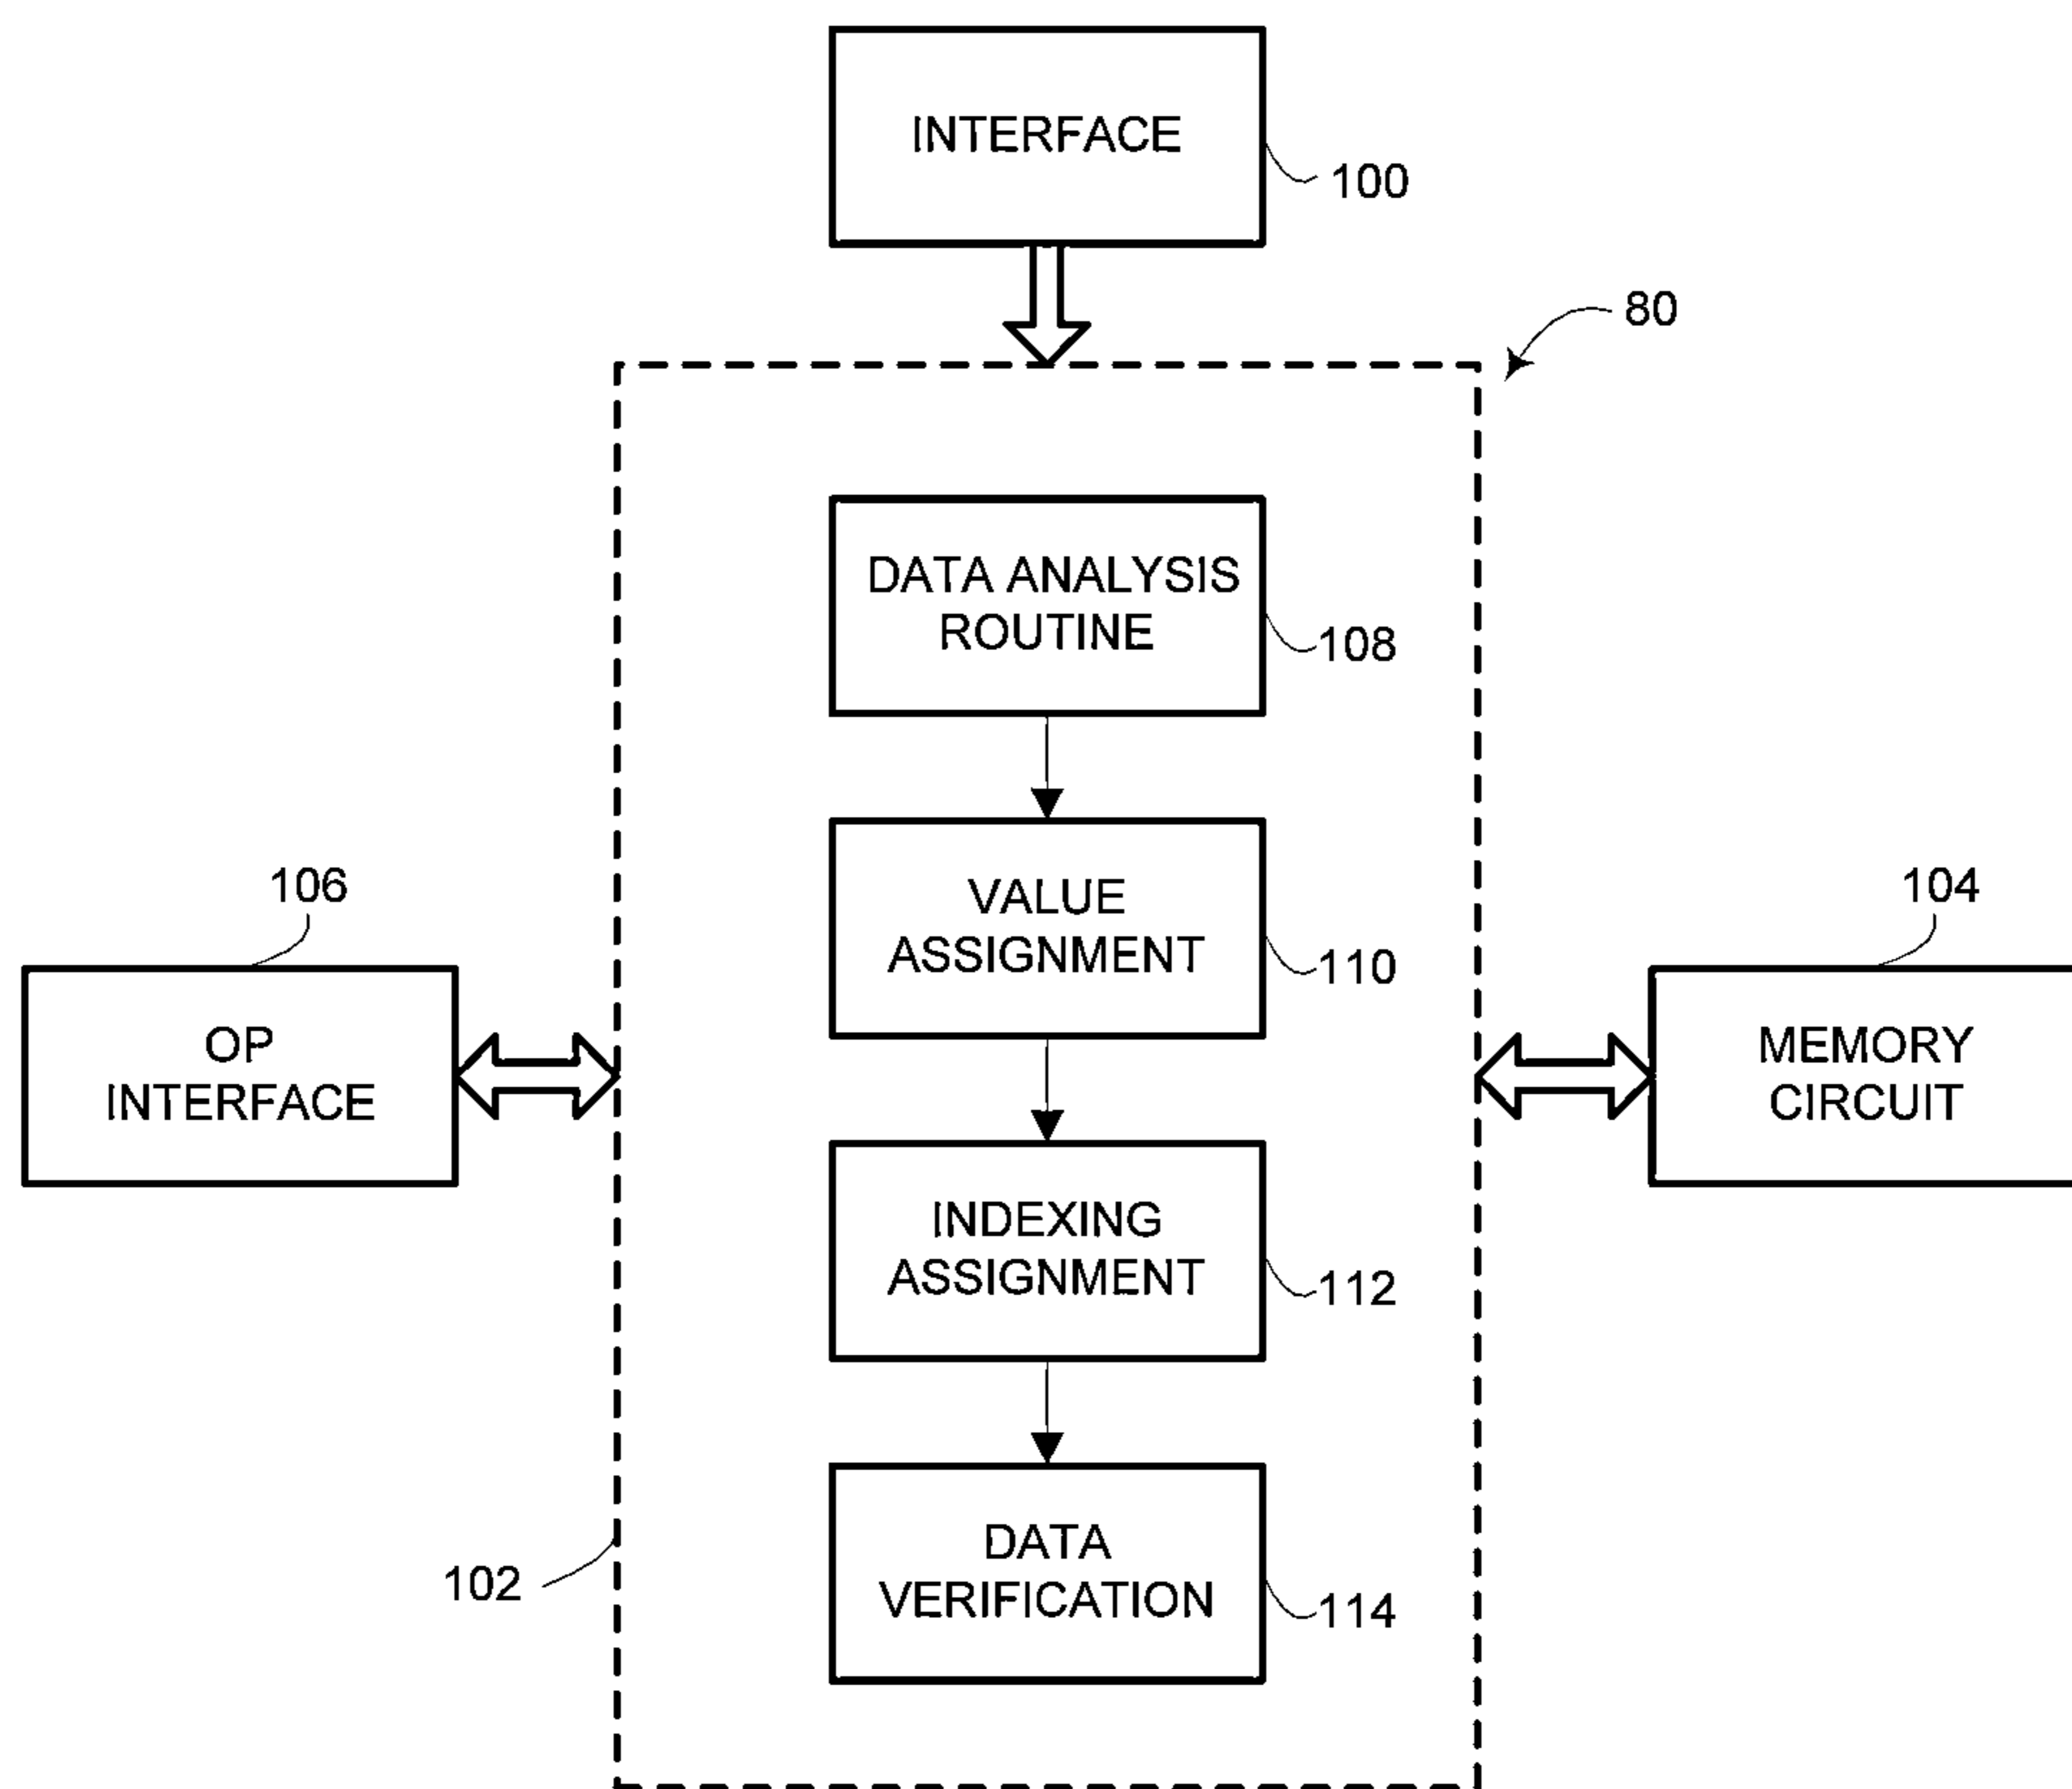 INTERFACE
100
80
DATA ANALYSIS
ROUTINE
108
VALUE
ASSIGNMENT
110
106
OP
INTERFACE
104
MEMORY
CIRCUIT
INDEXING
ASSIGNMENT
112
102
DATA
VERIFICATION
114